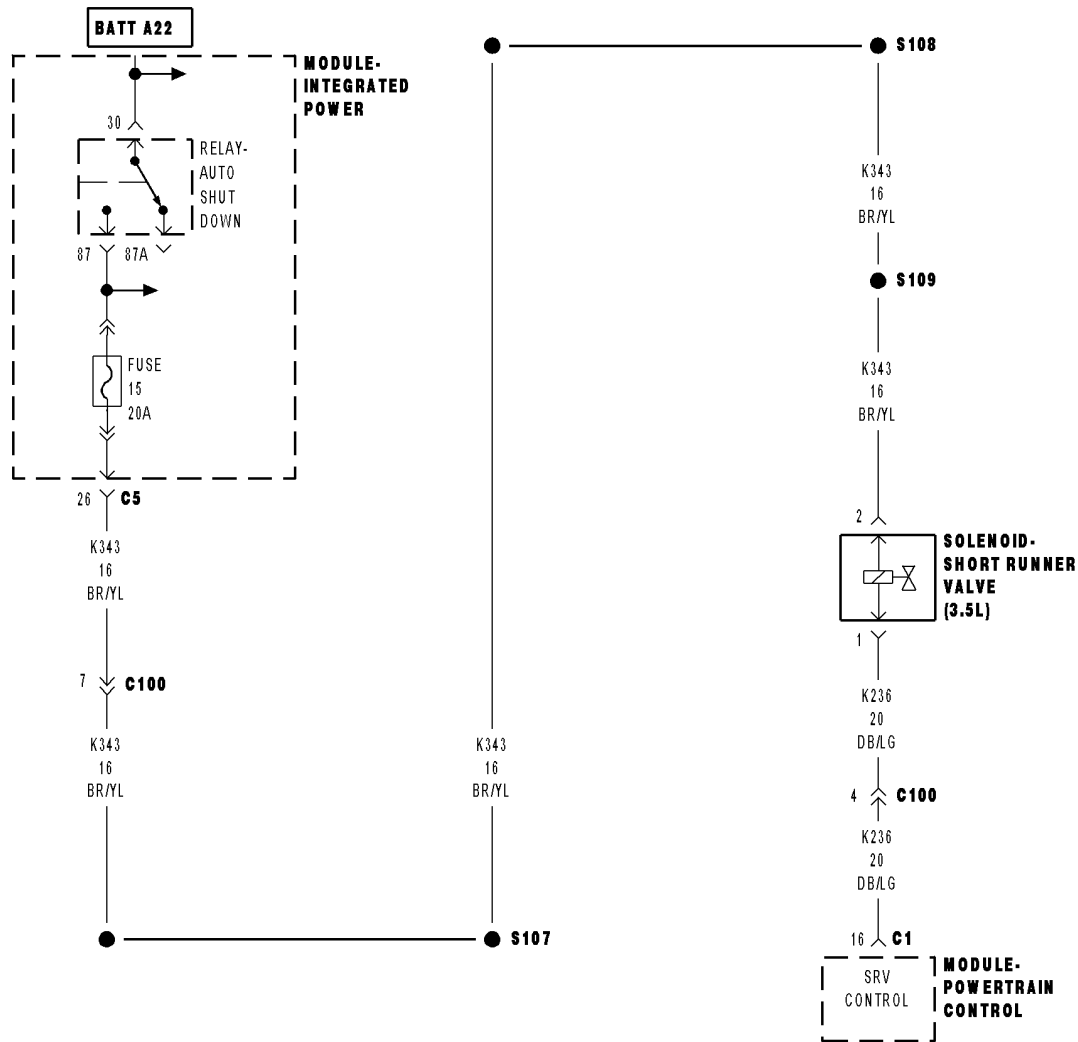 BATT A22
MODULE-
INTEGRATED
POWER
30
RELAY-
AUTO
SHUT
DOWN
87
87A
FUSE
15
20A
26
C5
K343
16
BR/YL
7
C100
K343
16
BR/YL
K343
16
BR/YL
S107
S108
K343
16
BR/YL
S109
K343
16
BR/YL
2
SOLENOID-
SHORT RUNNER
VALVE
(3.5L)
1
K236
20
DB/LG
4
C100
K236
20
DB/LG
16
C1
SRV
CONTROL
MODULE-
POWERTRAIN
CONTROL